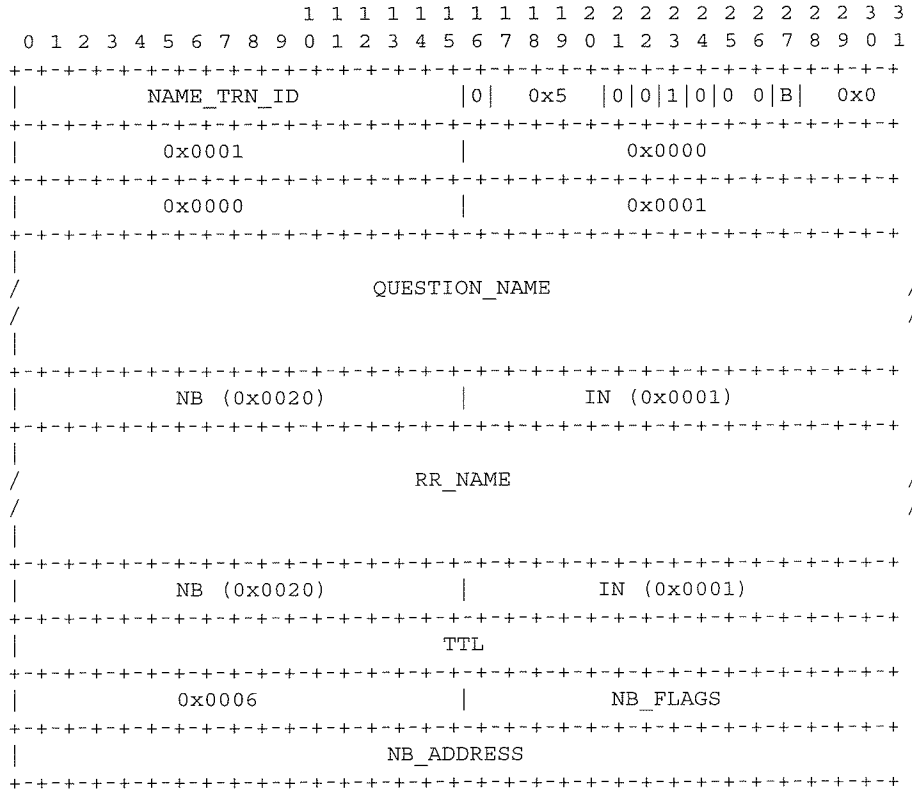 1 1 1 1 1 1 1 1 1 1 2 2 2 2 2 2 2 2 2 2 3 3
  0 1 2 3 4 5 6 7 8 9 0 1 2 3 4 5 6 7 8 9 0 1 2 3 4 5 6 7 8 9 0 1
 +-+-+-+-+-+-+-+-+-+-+-+-+-+-+-+-+-+-+-+-+-+-+-+-+-+-+-+-+-+-+-+-+
 |         NAME_TRN_ID           |0|  0x5  |0|0|1|0|0 0|B|  0x0
 +-+-+-+-+-+-+-+-+-+-+-+-+-+-+-+-+-+-+-+-+-+-+-+-+-+-+-+-+-+-+-+-+
 |          0x0001               |           0x0000
 +-+-+-+-+-+-+-+-+-+-+-+-+-+-+-+-+-+-+-+-+-+-+-+-+-+-+-+-+-+-+-+-+
 |          0x0000               |           0x0001
 +-+-+-+-+-+-+-+-+-+-+-+-+-+-+-+-+-+-+-+-+-+-+-+-+-+-+-+-+-+-+-+-+
 |
 /                         QUESTION_NAME                         /
 /                                                               /
 |
 +-+-+-+-+-+-+-+-+-+-+-+-+-+-+-+-+-+-+-+-+-+-+-+-+-+-+-+-+-+-+-+-+
 |           NB (0x0020)         |        IN (0x0001)
 +-+-+-+-+-+-+-+-+-+-+-+-+-+-+-+-+-+-+-+-+-+-+-+-+-+-+-+-+-+-+-+-+
 |
 /                            RR_NAME                            /
 /                                                               /
 |
 +-+-+-+-+-+-+-+-+-+-+-+-+-+-+-+-+-+-+-+-+-+-+-+-+-+-+-+-+-+-+-+-+
 |           NB (0x0020)         |         IN (0x0001)
 +-+-+-+-+-+-+-+-+-+-+-+-+-+-+-+-+-+-+-+-+-+-+-+-+-+-+-+-+-+-+-+-+
 |                              TTL
 +-+-+-+-+-+-+-+-+-+-+-+-+-+-+-+-+-+-+-+-+-+-+-+-+-+-+-+-+-+-+-+-+
 |           0x0006              |          NB_FLAGS
 +-+-+-+-+-+-+-+-+-+-+-+-+-+-+-+-+-+-+-+-+-+-+-+-+-+-+-+-+-+-+-+-+
 |                          NB_ADDRESS
 +-+-+-+-+-+-+-+-+-+-+-+-+-+-+-+-+-+-+-+-+-+-+-+-+-+-+-+-+-+-+-+-+